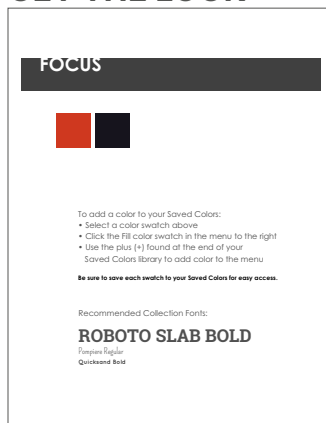 GET THE LOOK
FOCUS
To add a color to your Saved Colors:
• Select a color swatch above
• Click the Fill color swatch in the menu to the right
• Use the plus (+) found at the end of your
Saved Colors library to add color to the menu
Be sure to save each swatch to your Saved Colors for easy access.
Recommended Collection Fonts:
ROBOTO SLAB BOLD
Pompiere Regular
Quicksand Bold